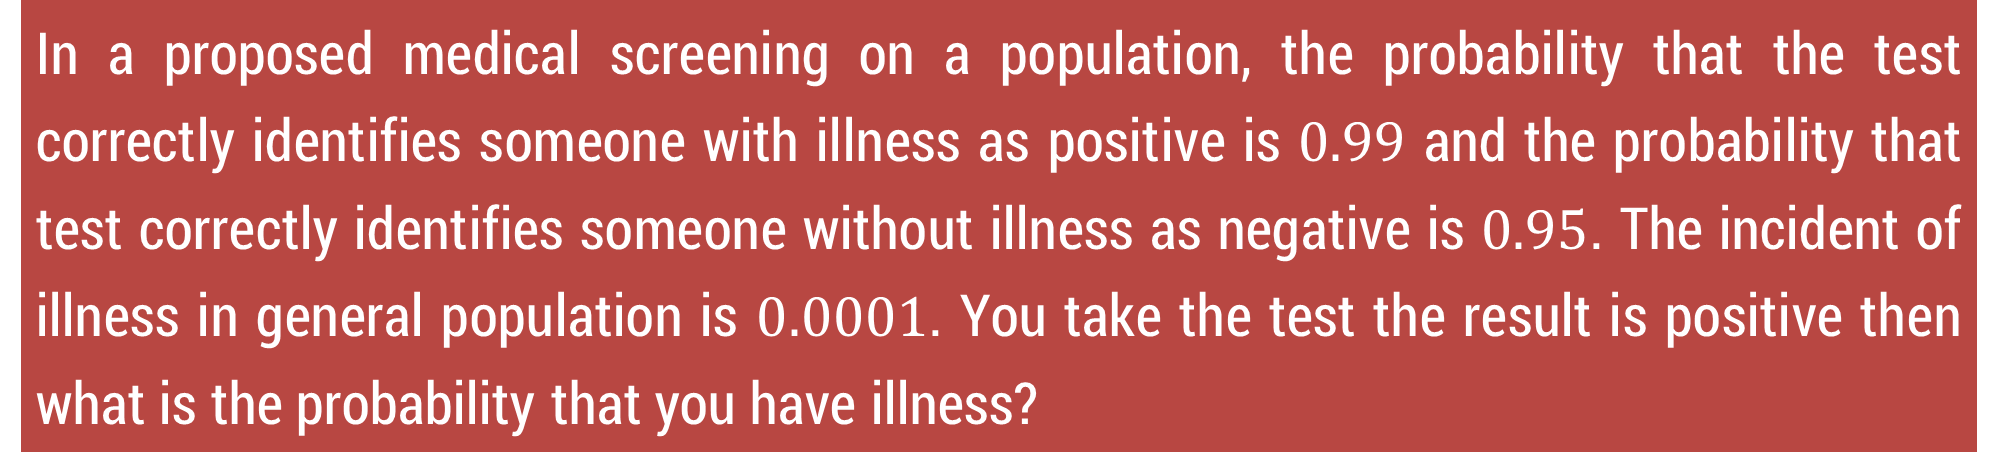 In a proposed medical screening on a population, the probability that the test
correctly identifies someone with illness as positive is 0.99 and the probability that
test correctly identifies someone without illness as negative is 0.95. The incident of
illness in general population is 0.0001. You take the test the result is positive then
what is the probability that you have illness?